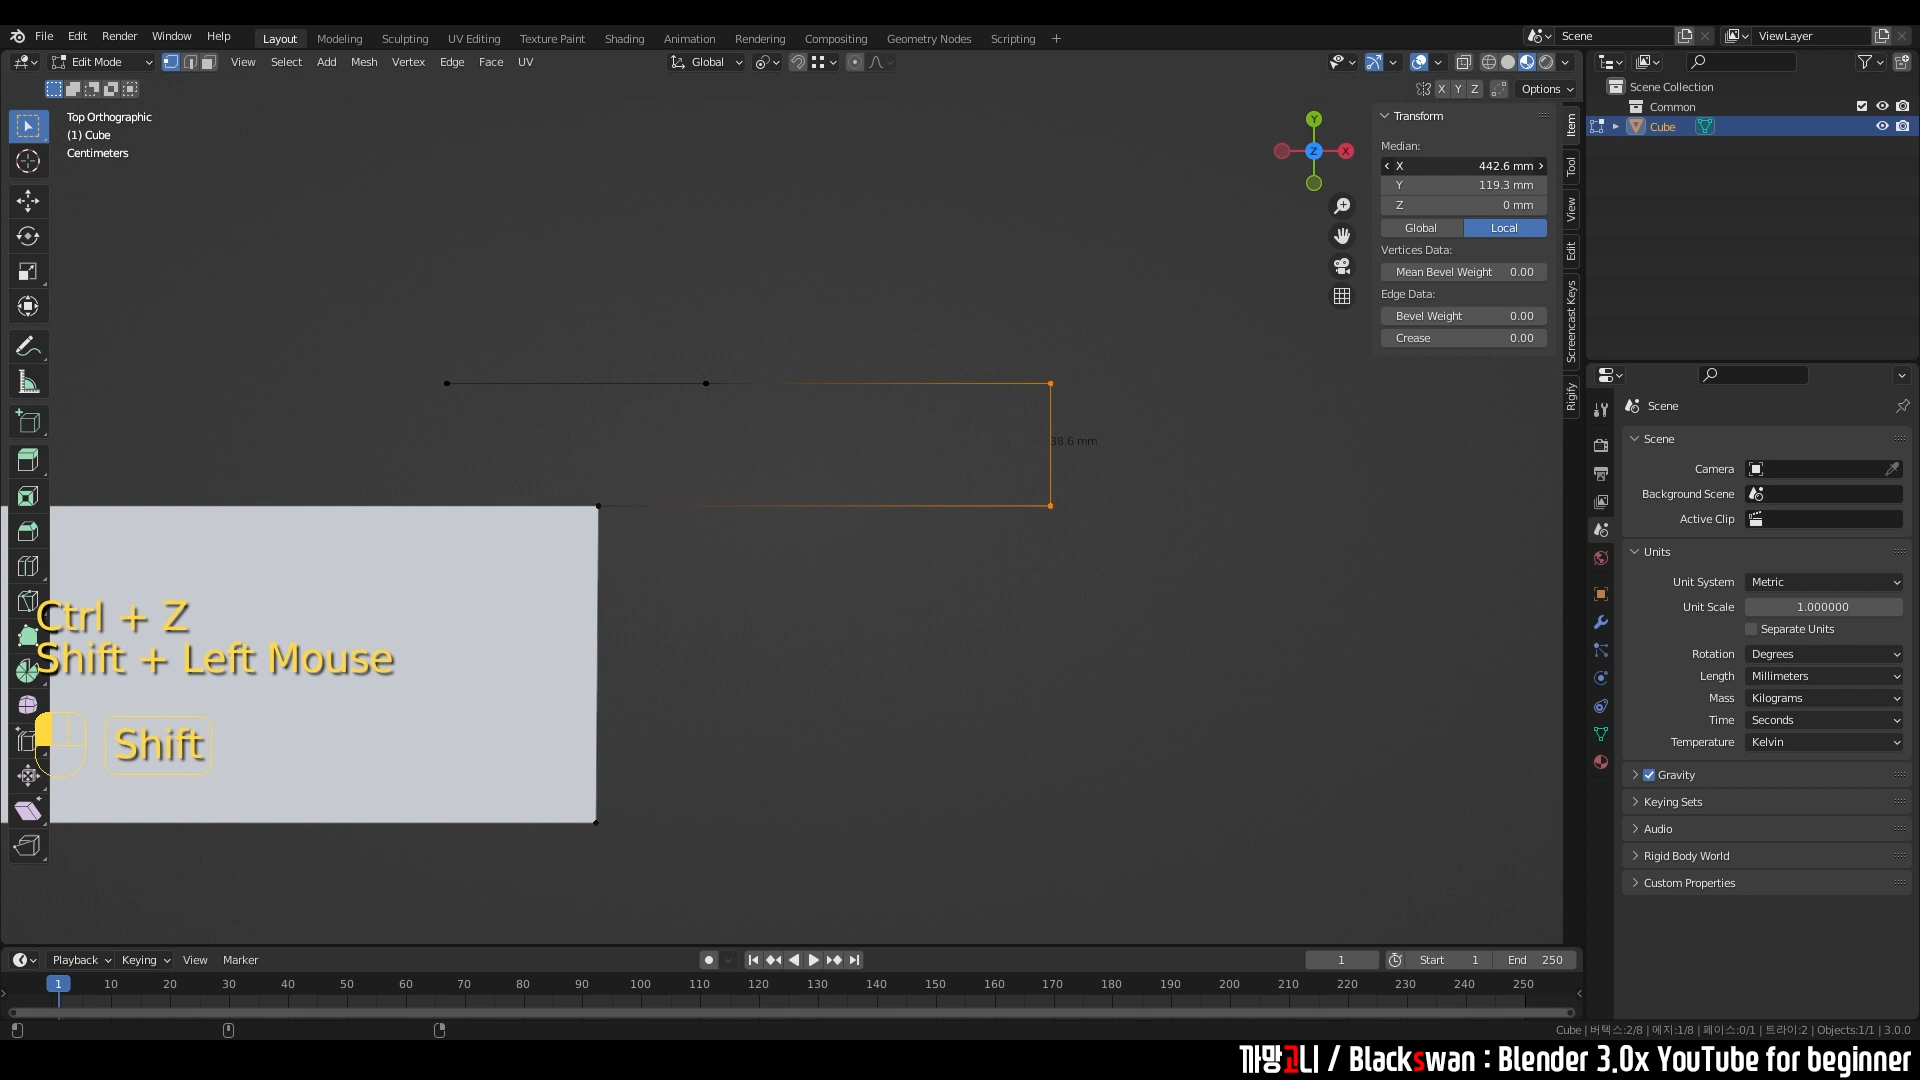 File Edit Render Window Help Layout Modeling Sculpting UV Editing Texture Paint Shading Animation Rendering Compositing Geometry Nodes Scripting + Scene ViewLayer
Edit Mode View Select Add Mesh Vertex Edge Face UV Global
X Y Z Options
Top Orthographic
(1) Cube
Centimeters
Y
Z
X
Transform
Median:
X 442.6 mm
Y 119.3 mm
Z 0 mm
Global Local
Vertices Data:
Mean Bevel Weight 0.00
Edge Data:
Bevel Weight 0.00
Crease 0.00
Item
Tool
View
Edit
Screencast Keys
Rigify
Scene Collection
Common
Cube
38.6 mm
Ctrl + Z
Shift + Left Mouse
Shift
Scene
Scene
Camera
Background Scene
Active Clip
Units
Unit System Metric
Unit Scale 1.000000
Separate Units
Rotation Degrees
Length Millimeters
Mass Kilograms
Time Seconds
Temperature Kelvin
Gravity
Keying Sets
Audio
Rigid Body World
Custom Properties
Playback Keying View Marker 1 Start 1 End 250
1 10 20 30 40 50 60 70 80 90 100 110 120 130 140 150 160 170 180 190 200 210 220 230 240 250
Cube | 버텍스:2/8 | 에지:1/8 | 페이스:0/1 | 트라이:2 | Objects:1/1 | 3.0.0
까망고니 / Blackswan : Blender 3.0x YouTube for beginner